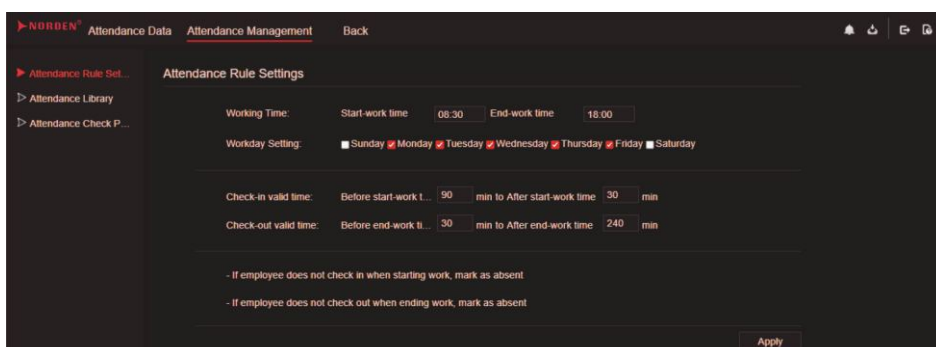 NORDEN® Attendance Data Attendance Management Back
Attendance Rule Set...
Attendance Library
Attendance Check P...
Attendance Rule Settings
Working Time: Start-work time 08:30 End-work time 18:00
Workday Setting: Sunday Monday Tuesday Wednesday Thursday Friday Saturday
Check-in valid time: Before start-work t... 90 min to After start-work time 30 min
Check-out valid time: Before end-work ti... 30 min to After end-work time 240 min
- If employee does not check in when starting work, mark as absent
- If employee does not check out when ending work, mark as absent
Apply